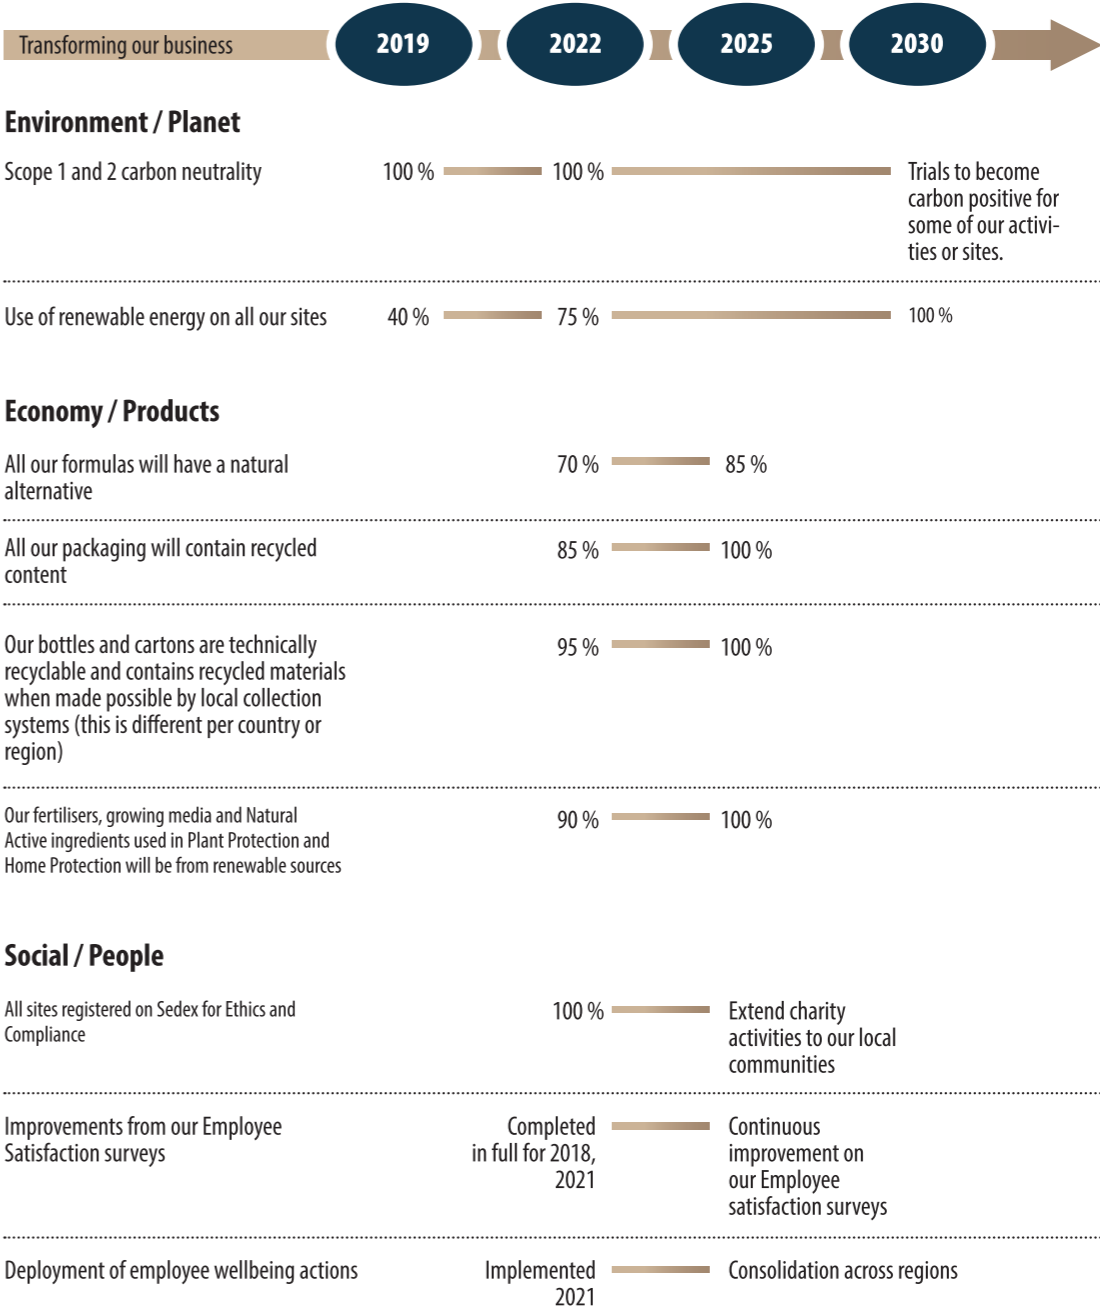 Transforming our business 2019 2022 2025 2030
Environment / Planet
Scope 1 and 2 carbon neutrality 100 % 100 % Trials to become
carbon positive for
some of our activi-
ties or sites.
Use of renewable energy on all our sites 40 % 75 % 100 %
Economy / Products
All our formulas will have a natural 70 % 85 %
alternative
All our packaging will contain recycled 85 % 100 %
content
Our bottles and cartons are technically 95 % 100 %
recyclable and contains recycled materials
when made possible by local collection
systems (this is different per country or
region)
Our fertilisers, growing media and Natural 90 % 100 %
Active ingredients used in Plant Protection and
Home Protection will be from renewable sources
Social / People
All sites registered on Sedex for Ethics and 100 % Extend charity
Compliance activities to our local
communities
Improvements from our Employee Completed Continuous
Satisfaction surveys in full for 2018, improvement on
2021 our Employee
satisfaction surveys
Deployment of employee wellbeing actions Implemented Consolidation across regions
2021